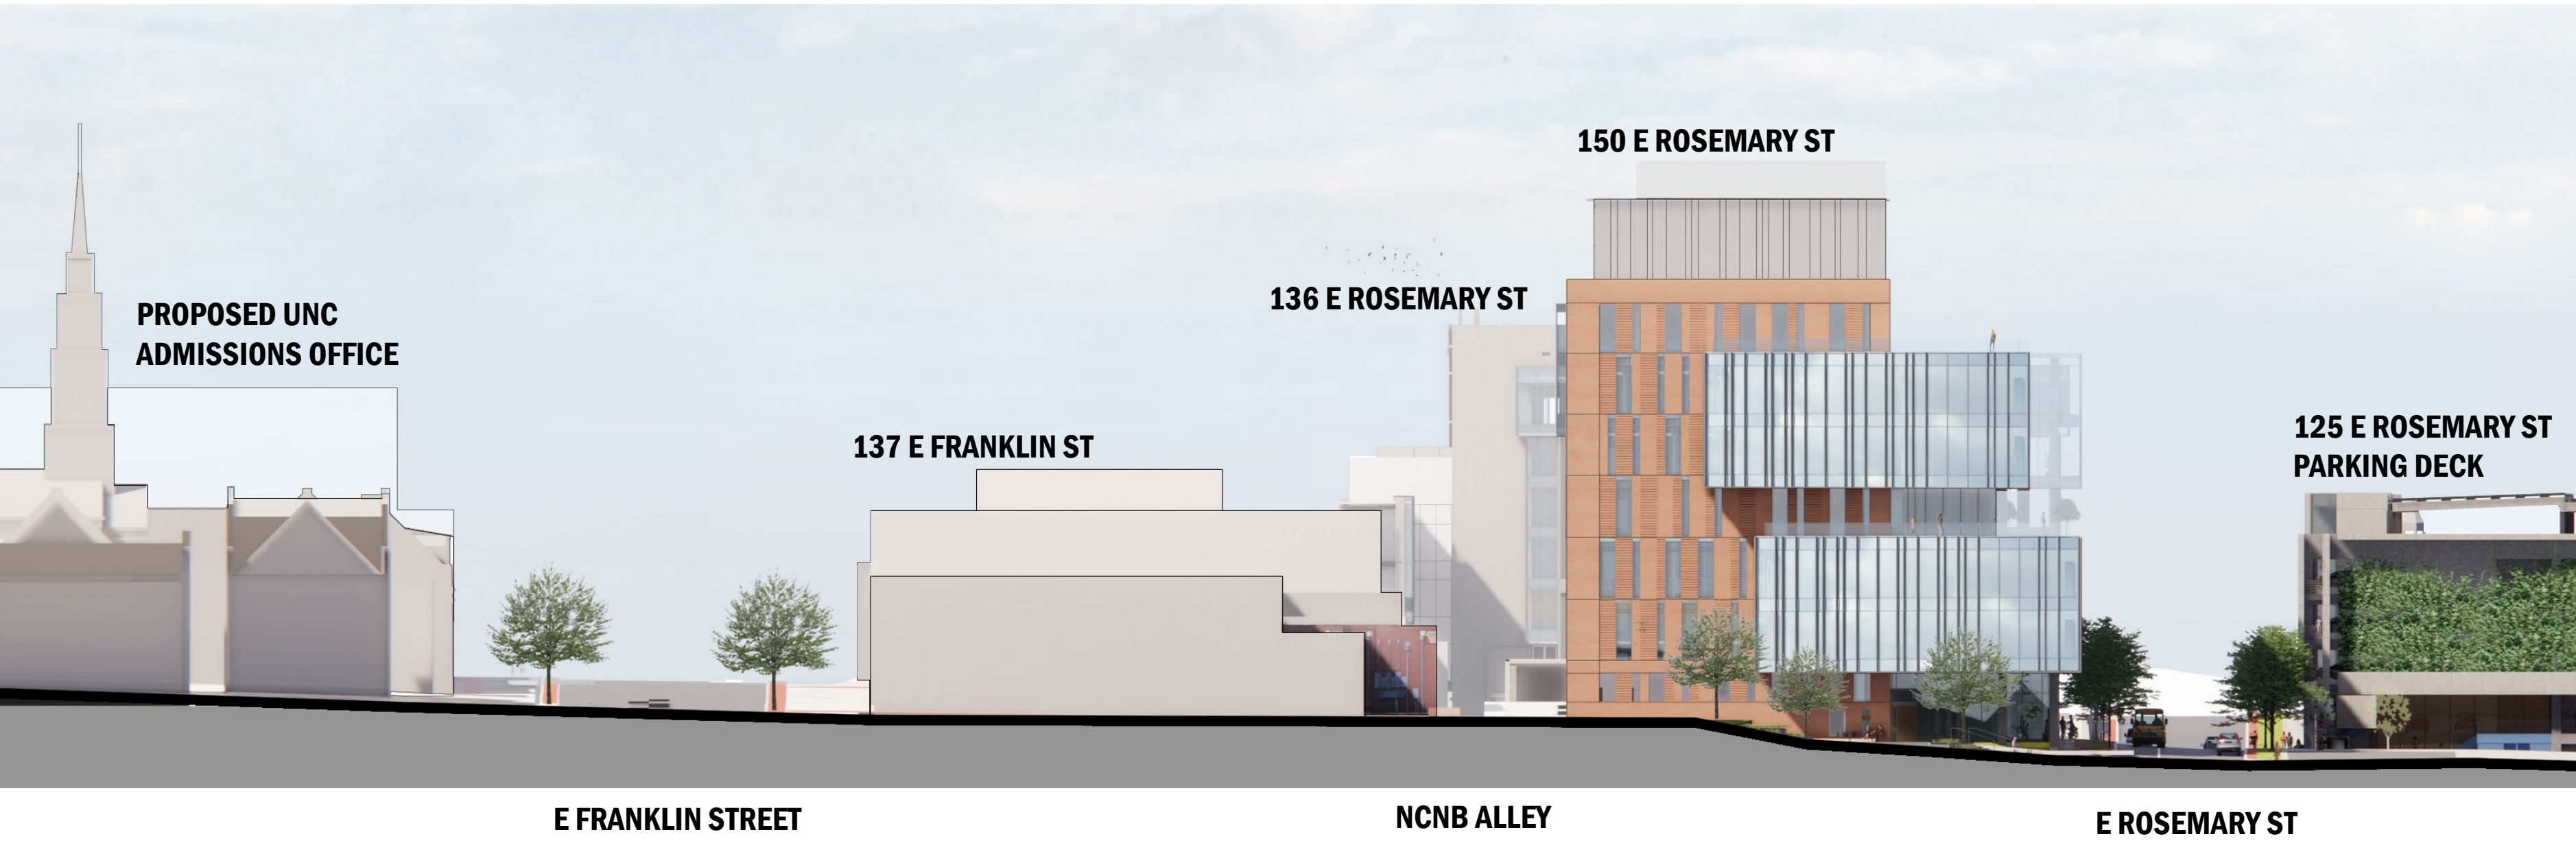 150 E ROSEMARY ST
136 E ROSEMARY ST
PROPOSED UNC
ADMISSIONS OFFICE
137 E FRANKLIN ST
125 E ROSEMARY ST
PARKING DECK
E FRANKLIN STREET
NCNB ALLEY
E ROSEMARY ST